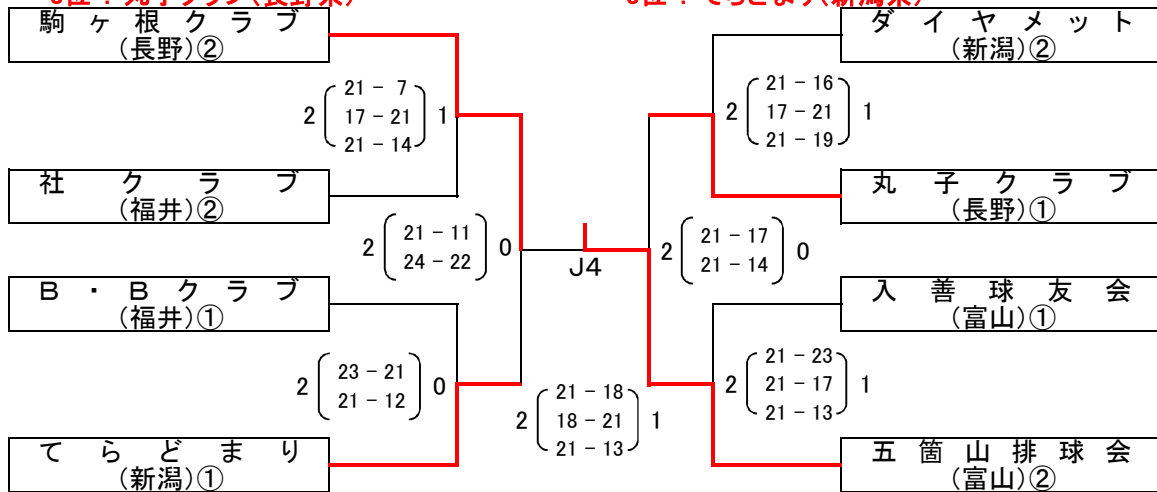 駒ヶ根クラブ
(長野)②
ダイヤメット
(新潟)②
2 21 - 7 1
17 - 21
21 - 14
2 21 - 16 1
17 - 21
21 - 19
社クラブ
(福井)②
丸子クラブ
(長野)①
2 21 - 11 0
24 - 22
J4
2 21 - 17 0
21 - 14
B・Bクラブ
(福井)①
入善球友会
(富山)①
2 23 - 21 0
21 - 12
2 21 - 18 1
18 - 21
21 - 13
2 21 - 23 1
21 - 17
21 - 13
てらどまり
(新潟)①
五箇山排球会
(富山)②